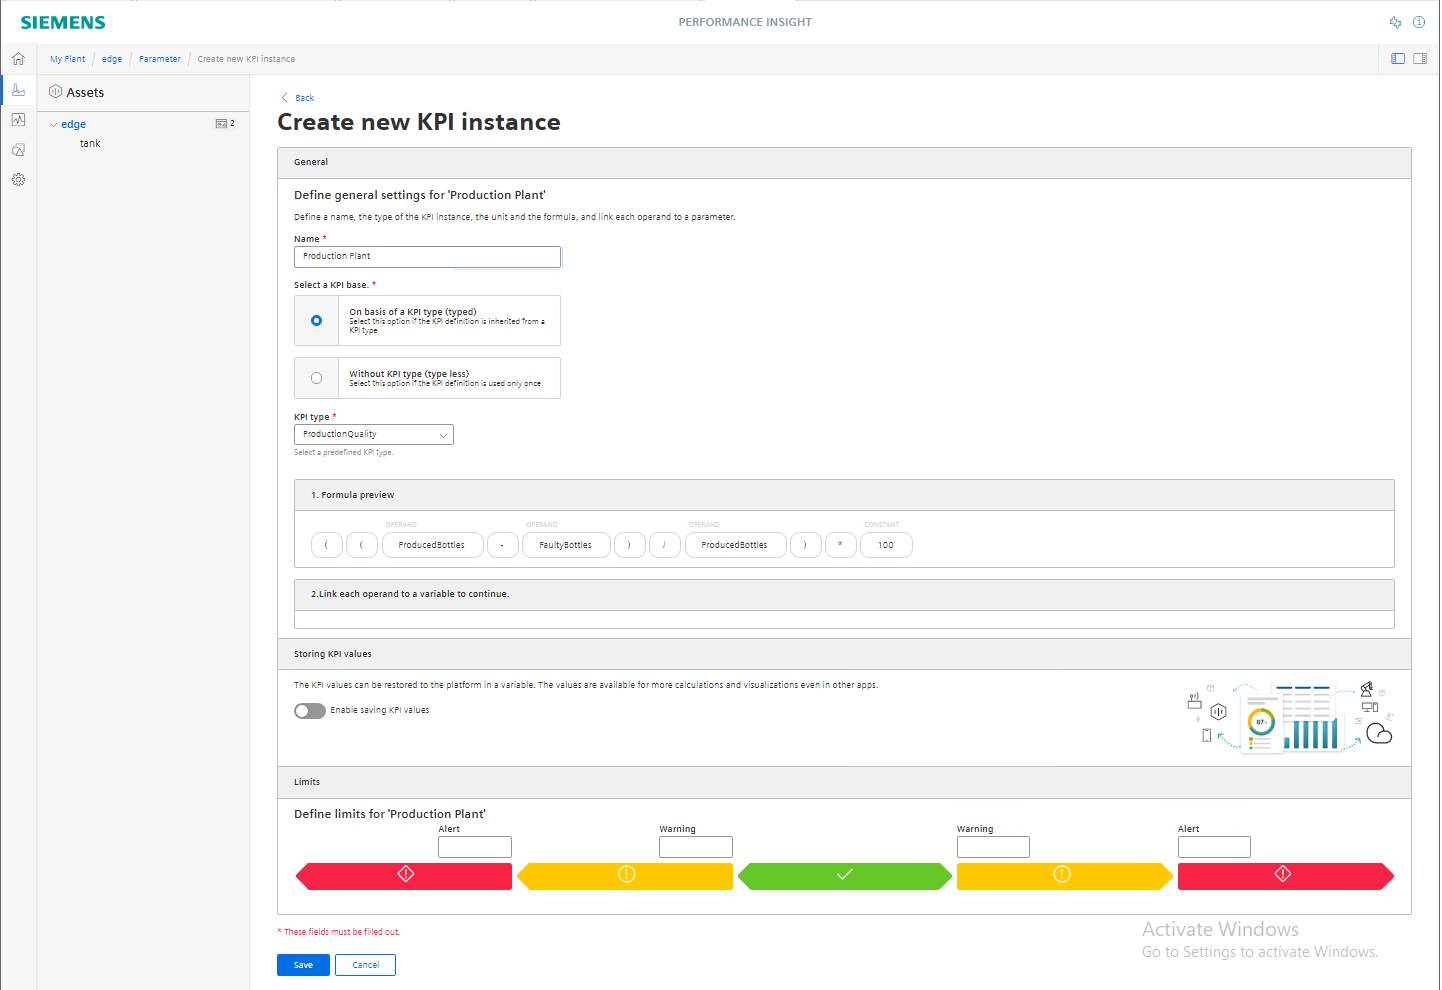 SIEMENS
PERFORMANCE INSIGHT
My Plant
edge
Parameter
Create new KPI instance
Assets
edge
2
tank
Back
Create new KPI instance
General
Define general settings for 'Production Plant'
Define a name, the type of the KPI instance, the unit and the formula, and link each operand to a parameter.
Name *
Production Plant
Select a KPI base. *
On basis of a KPI type (typed)
Select this option if the KPI definition is inherited from a
KPI type
Without KPI type (type less)
Select this option if the KPI definition is used only once
KPI type *
ProductionQuality
Select a predefined KPI type.
1. Formula preview
OPERAND OPERAND OPERAND CONSTANT
( ( ProducedBottles - FaultyBottles ) / ProducedBottles ) * 100
2.Link each operand to a variable to continue.
Storing KPI values
The KPI values can be restored to the platform in a variable. The values are available for more calculations and visualizations even in other apps.
Enable saving KPI values
87%
Limits
Define limits for 'Production Plant'
Alert Warning Warning Alert
* These fields must be filled out.
Save Cancel
Activate Windows
Go to Settings to activate Windows.